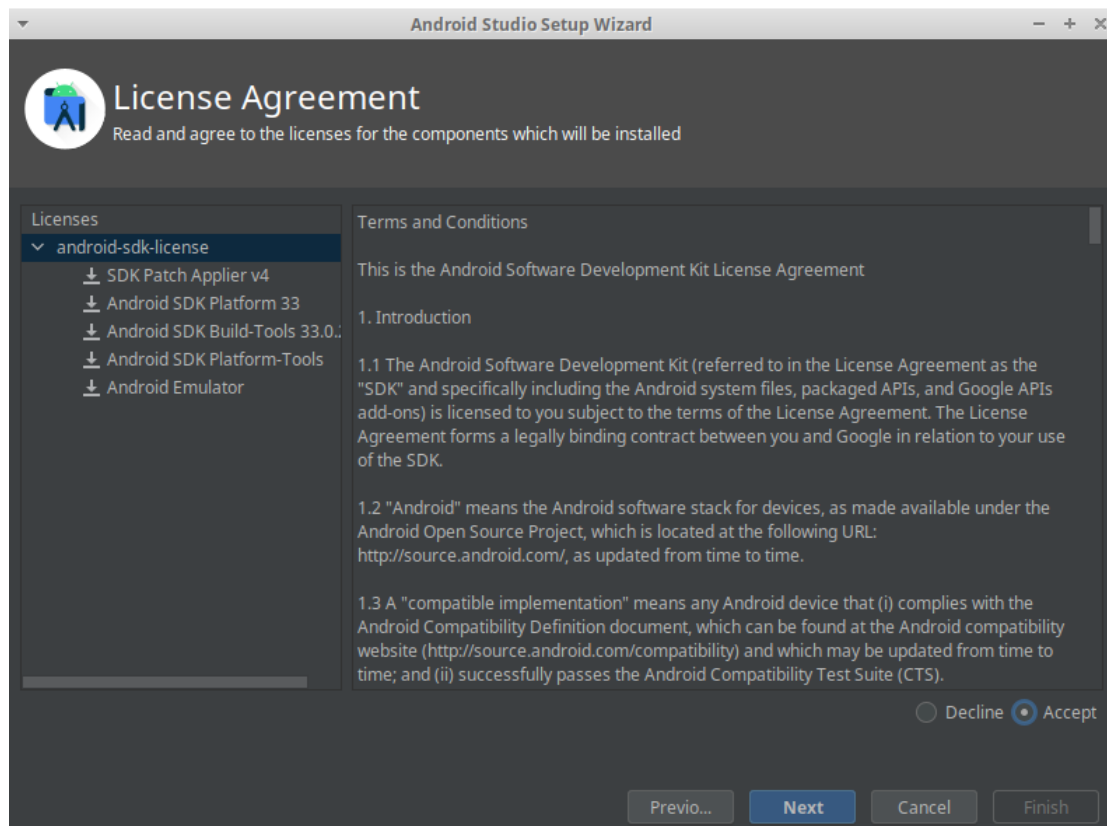 Android Studio Setup Wizard
License Agreement
Read and agree to the licenses for the components which will be installed
Licenses
android-sdk-license
SDK Patch Applier v4
Android SDK Platform 33
Android SDK Build-Tools 33.0.
Android SDK Platform-Tools
Android Emulator
Terms and Conditions
This is the Android Software Development Kit License Agreement
1. Introduction
1.1 The Android Software Development Kit (referred to in the License Agreement as the
"SDK" and specifically including the Android system files, packaged APIs, and Google APIs
add-ons) is licensed to you subject to the terms of the License Agreement. The License
Agreement forms a legally binding contract between you and Google in relation to your use
of the SDK.
1.2 "Android" means the Android software stack for devices, as made available under the
Android Open Source Project, which is located at the following URL:
http://source.android.com/, as updated from time to time.
1.3 A "compatible implementation" means any Android device that (i) complies with the
Android Compatibility Definition document, which can be found at the Android compatibility
website (http://source.android.com/compatibility) and which may be updated from time to
time; and (ii) successfully passes the Android Compatibility Test Suite (CTS).
Decline Accept
Previo... Next Cancel Finish